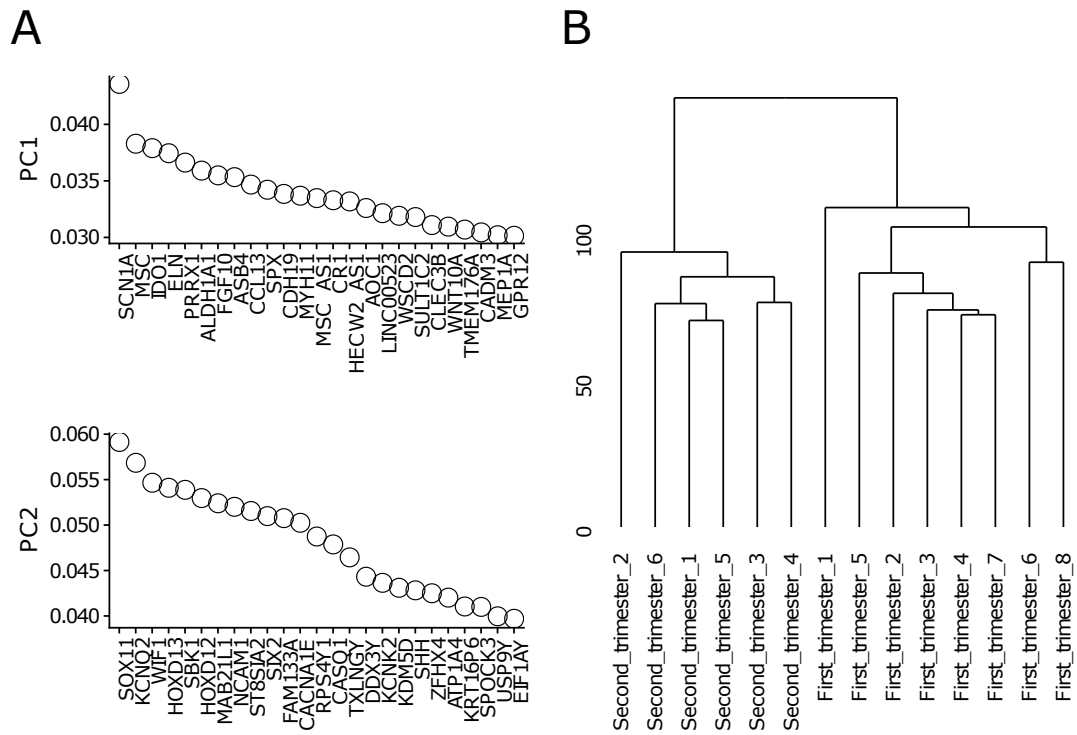 A
PC1
0.040
0.035
0.030
SCN1A
MSC
IDO1
ELN
PRRX1
ALDH1A1
FGF10
ASB4
CCL13
SPX
CDH19
MYH11
MSC AS1
CR1
HECW2 AS1
AOC1
LINC00523
WSCD2
SULT1C2
CLEC3B
WNT10A
TMEM176A
CADM3
MEP1A
GPR12
PC2
0.060
0.055
0.050
0.045
0.040
SOX11
KCNQ2
WIF1
HOXD13
SBK1
HOXD12
MAB21L1
NCAM1
ST8SIA2
SIX2
FAM133A
CACNA1E
RPS4Y1
CASQ1
TXLNGY
DDX3Y
KCNK2
KDM5D
SHH
ZFHX4
ATP1A4
KRT16P6
SPOCK3
USP9Y
EIF1AY
B
100
50
0
Second_trimester_2
Second_trimester_6
Second_trimester_1
Second_trimester_5
Second_trimester_3
Second_trimester_4
First_trimester_1
First_trimester_5
First_trimester_2
First_trimester_3
First_trimester_4
First_trimester_7
First_trimester_6
First_trimester_8